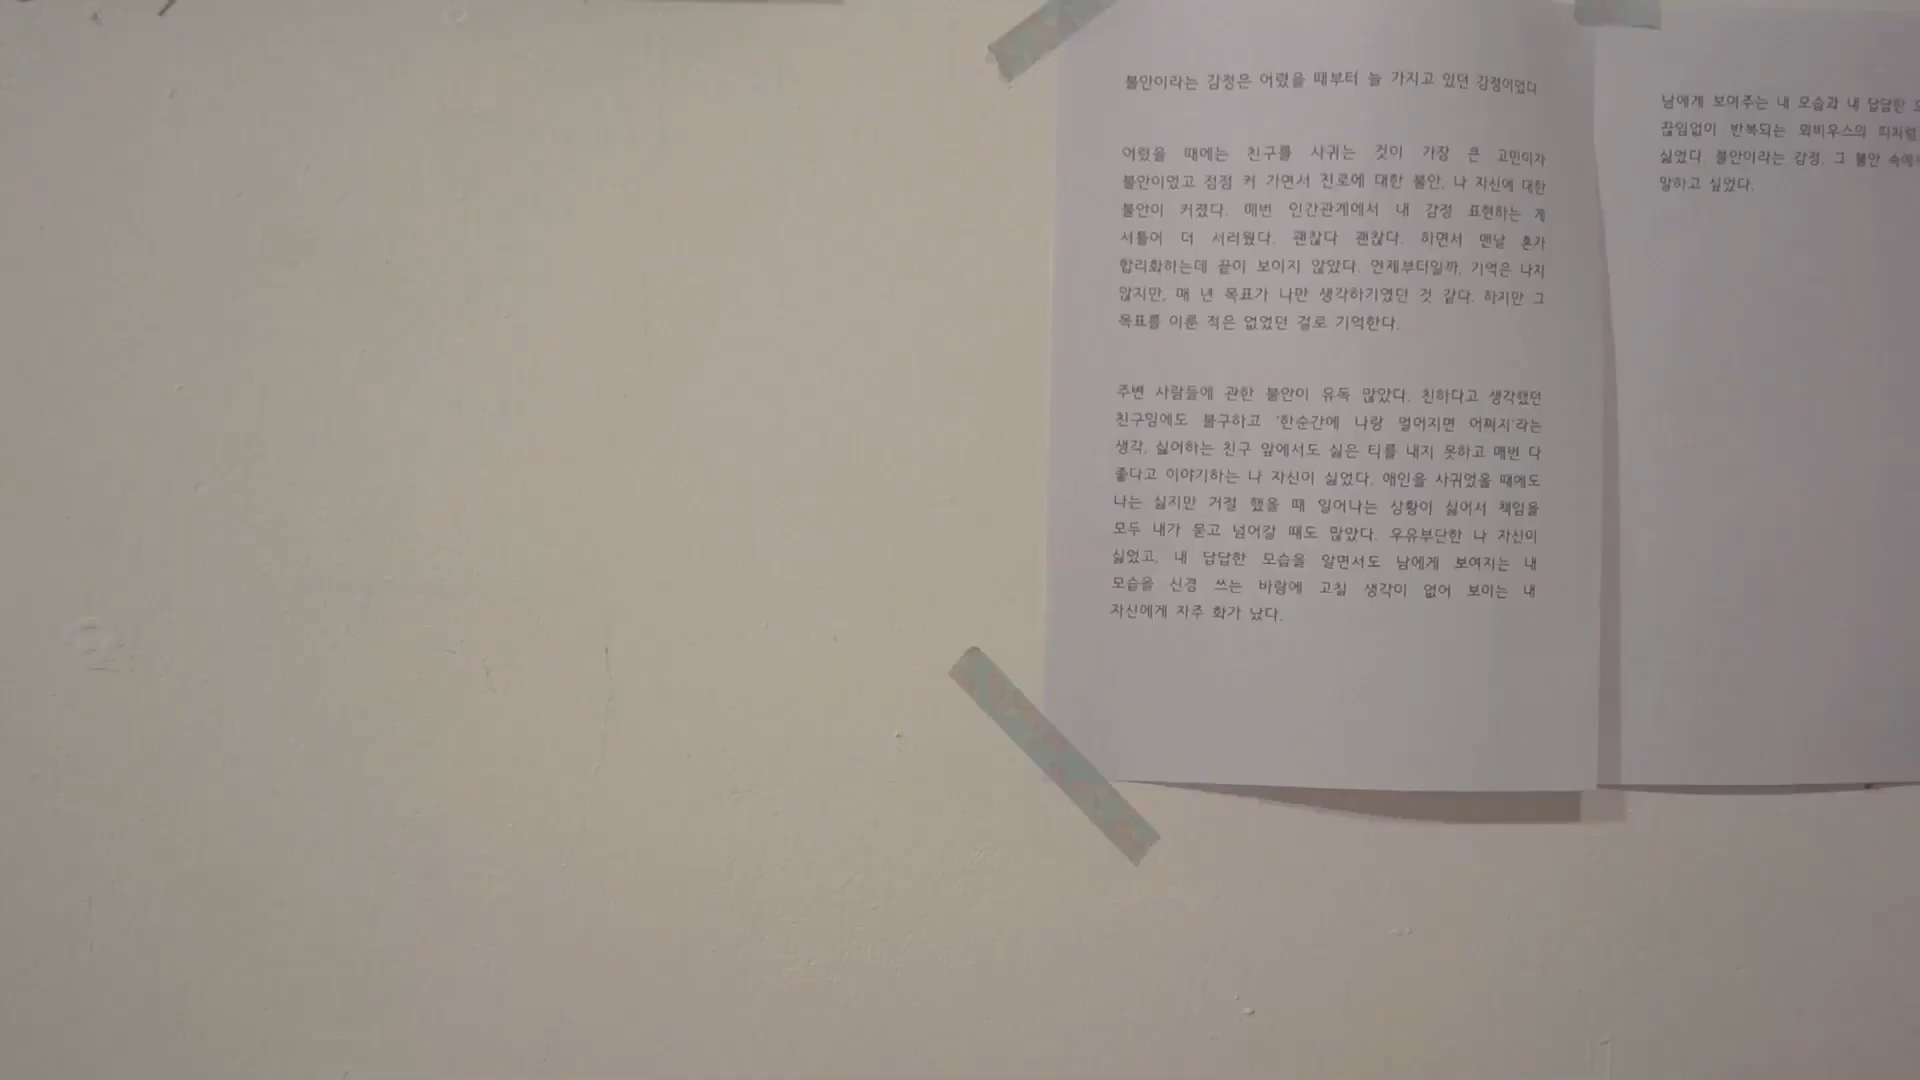 불안이라는 감정은 어렸을 때부터 늘 가지고 있던 감정이었다
어렸을 때에는 친구를 사귀는 것이 가장 큰 고민이자
불안이었고 점점 커 가면서 진로에 대한 불안, 나 자신에 대한
불안이 커졌다. 매번 인간관계에서 내 감정 표현하는 게
서툴어 더 서러웠다. 괜찮다 괜찮다. 하면서 맨날 혼자
합리화하는데 끝이 보이지 않았다. 언제부터일까, 기억은 나지
않지만, 매 년 목표가 나만 생각하기였던 것 같다. 하지만 그
목표를 이룬 적은 없었던 걸로 기억한다.
주변 사람들에 관한 불안이 유독 많았다. 친하다고 생각했던
친구임에도 불구하고 '한순간에 나랑 멀어지면 어쩌지'라는
생각, 싫어하는 친구 앞에서도 싫은 티를 내지 못하고 매번 다
좋다고 이야기하는 나 자신이 싫었다. 애인을 사귀었을 때에도
나는 싫지만 거절 했을 때 일어나는 상황이 싫어서 책임을
모두 내가 묻고 넘어갈 때도 많았다. 우유부단한 나 자신이
싫었고, 내 답답한 모습을 알면서도 남에게 보여지는 내
모습을 신경 쓰는 바람에 고칠 생각이 없어 보이는 내
자신에게 자주 화가 났다.
남에게 보여주는 내 모습과 내 답답한
끊임없이 반복되는 뫼비우스의 띠처럼
싫었다. 불안이라는 감정, 그 불안 속에
말하고 싶었다.